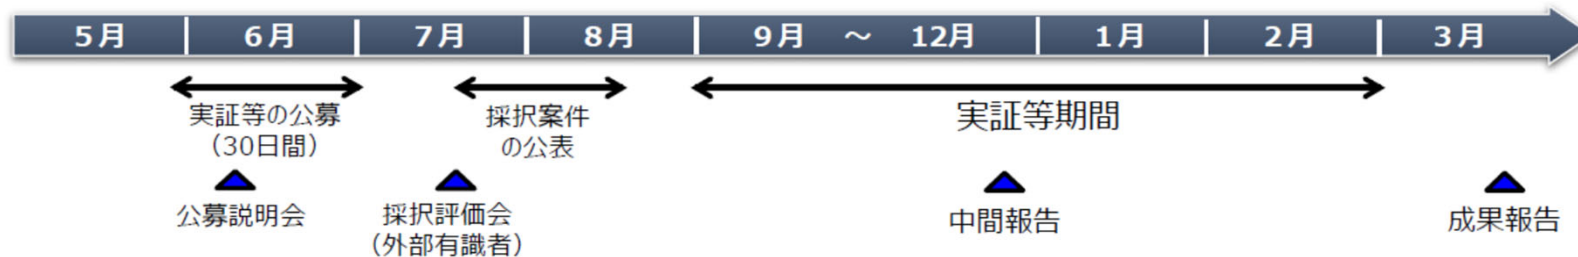 5月 6月 7月 8月 9月 ～ 12月 1月 2月 3月
実証等の公募
（30日間）
採択案件
の公表
実証等期間
公募説明会
採択評価会
（外部有識者）
中間報告
成果報告